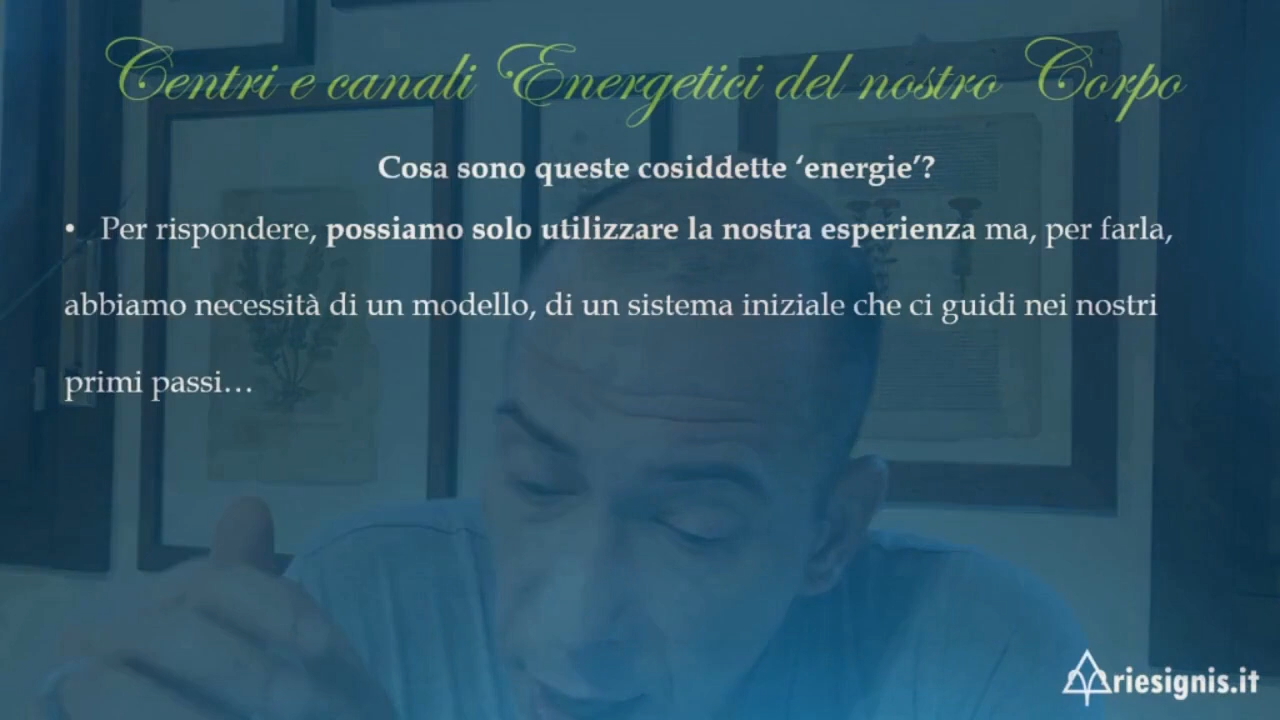 Centri e canali Energetici del nostro Corpo
Cosa sono queste cosiddette ‘energie’?
• Per rispondere, possiamo solo utilizzare la nostra esperienza ma, per farla,
abbiamo necessità di un modello, di un sistema iniziale che ci guidi nei nostri
primi passi…
Ariesignis.it